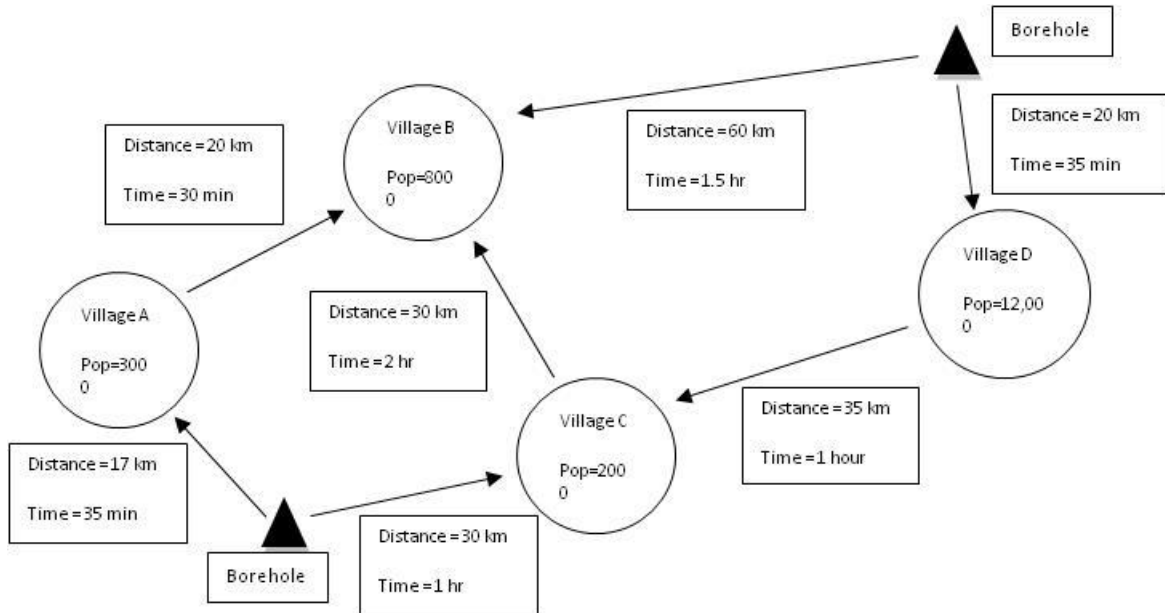 Borehole
Distance =20 km
Time =35 min
Village B
Pop=800
0
Distance =20 km
Time =30 min
Distance =60 km
Time =1.5 hr
Village D
Pop=12,00
0
Village A
Pop=300
0
Distance =30 km
Time =2 hr
Village C
Pop=200
0
Distance =35 km
Time =1 hour
Distance =17 km
Time =35 min
Borehole
Distance =30 km
Time =1 hr